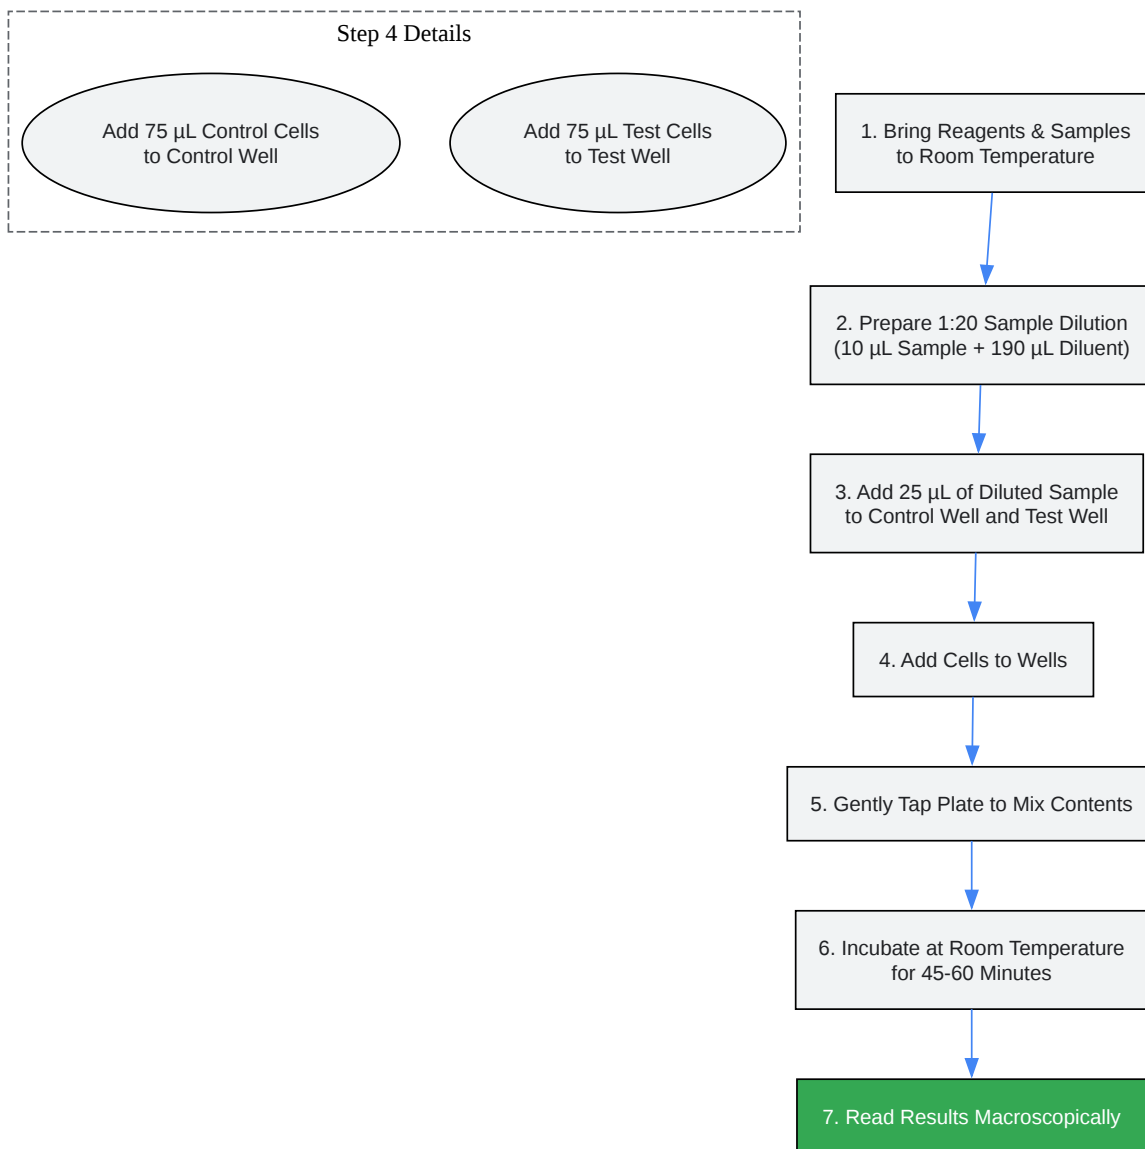 Step 4 Details
Add 75 µL Control Cells
to Control Well
Add 75 µL Test Cells
to Test Well
1. Bring Reagents & Samples
to Room Temperature
2. Prepare 1:20 Sample Dilution
(10 µL Sample + 190 µL Diluent)
3. Add 25 µL of Diluted Sample
to Control Well and Test Well
4. Add Cells to Wells
5. Gently Tap Plate to Mix Contents
6. Incubate at Room Temperature
for 45-60 Minutes
7. Read Results Macroscopically